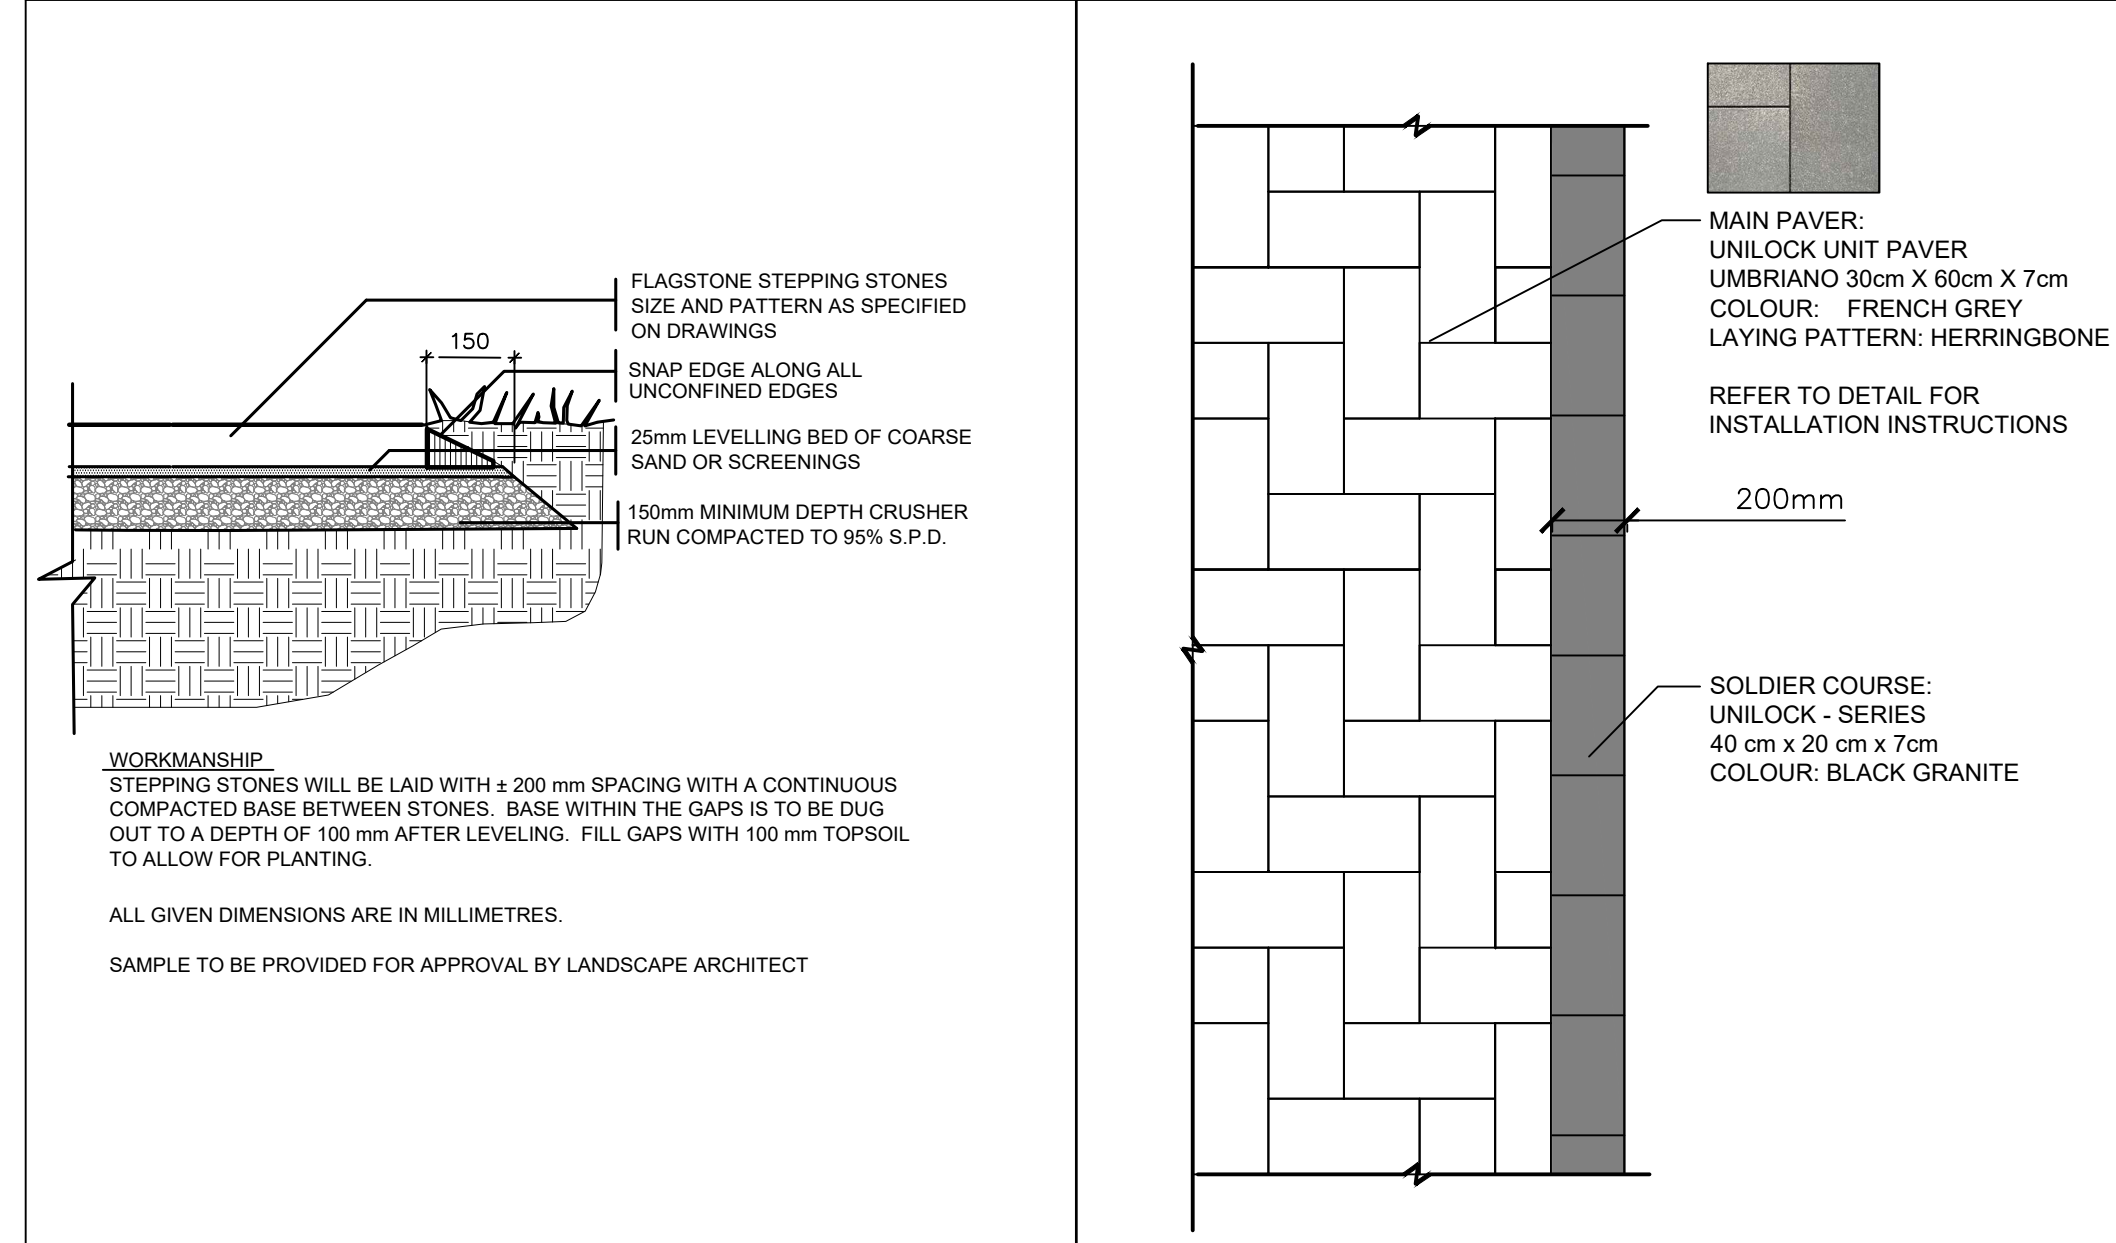 FLAGSTONE STEPPING STONES
SIZE AND PATTERN AS SPECIFIED
ON DRAWINGS
150
SNAP EDGE ALONG ALL
UNCONFINED EDGES
25mm LEVELLING BED OF COARSE
SAND OR SCREENINGS
150mm MINIMUM DEPTH CRUSHER
RUN COMPACTED TO 95% S.P.D.
WORKMANSHIP
STEPPING STONES WILL BE LAID WITH ± 200 mm SPACING WITH A CONTINUOUS
COMPACTED BASE BETWEEN STONES.  BASE WITHIN THE GAPS IS TO BE DUG
OUT TO A DEPTH OF 100 mm AFTER LEVELING.  FILL GAPS WITH 100 mm TOPSOIL
TO ALLOW FOR PLANTING.
ALL GIVEN DIMENSIONS ARE IN MILLIMETRES.
SAMPLE TO BE PROVIDED FOR APPROVAL BY LANDSCAPE ARCHITECT
MAIN PAVER:
UNILOCK UNIT PAVER
UMBRIANO 30cm X 60cm X 7cm
COLOUR:    FRENCH GREY
LAYING PATTERN: HERRINGBONE
REFER TO DETAIL FOR
INSTALLATION INSTRUCTIONS
200mm
SOLDIER COURSE:
UNILOCK - SERIES
40 cm x 20 cm x 7cm
COLOUR: BLACK GRANITE